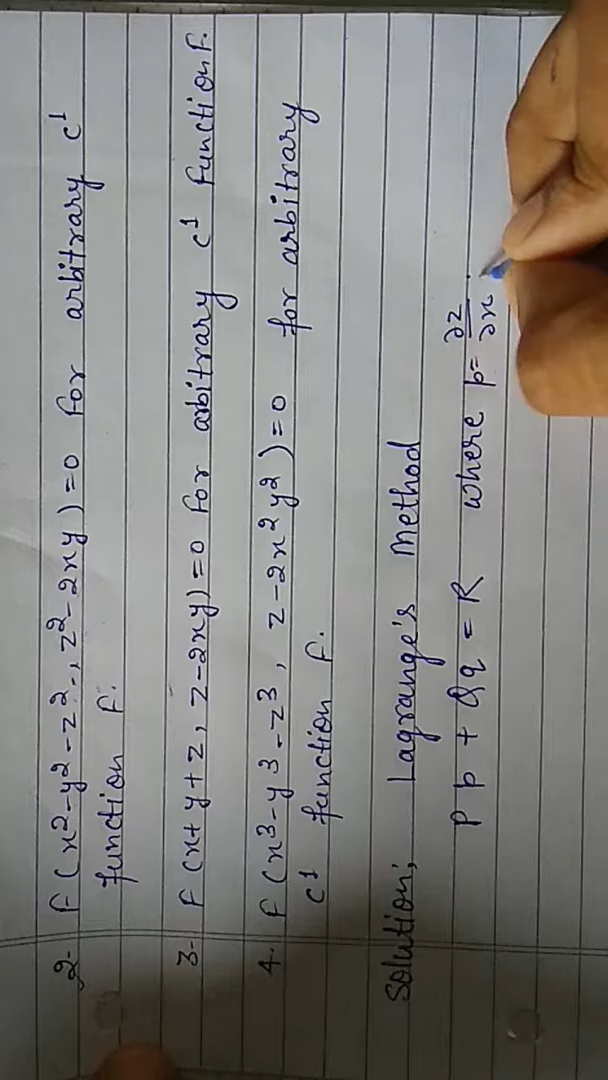 2- F(x²-y²-z², z²-2xy)=0 for arbitrary c¹
function F.
3- F(x+y+z, z-2xy)=0 for arbitrary c¹ function F.
4. F(x³-y³-z³, z-2x²y²)=0 for arbitrary
c¹ function F.
Solution; Lagrange's Method
Pp + Qq = R where p= ∂z/∂x